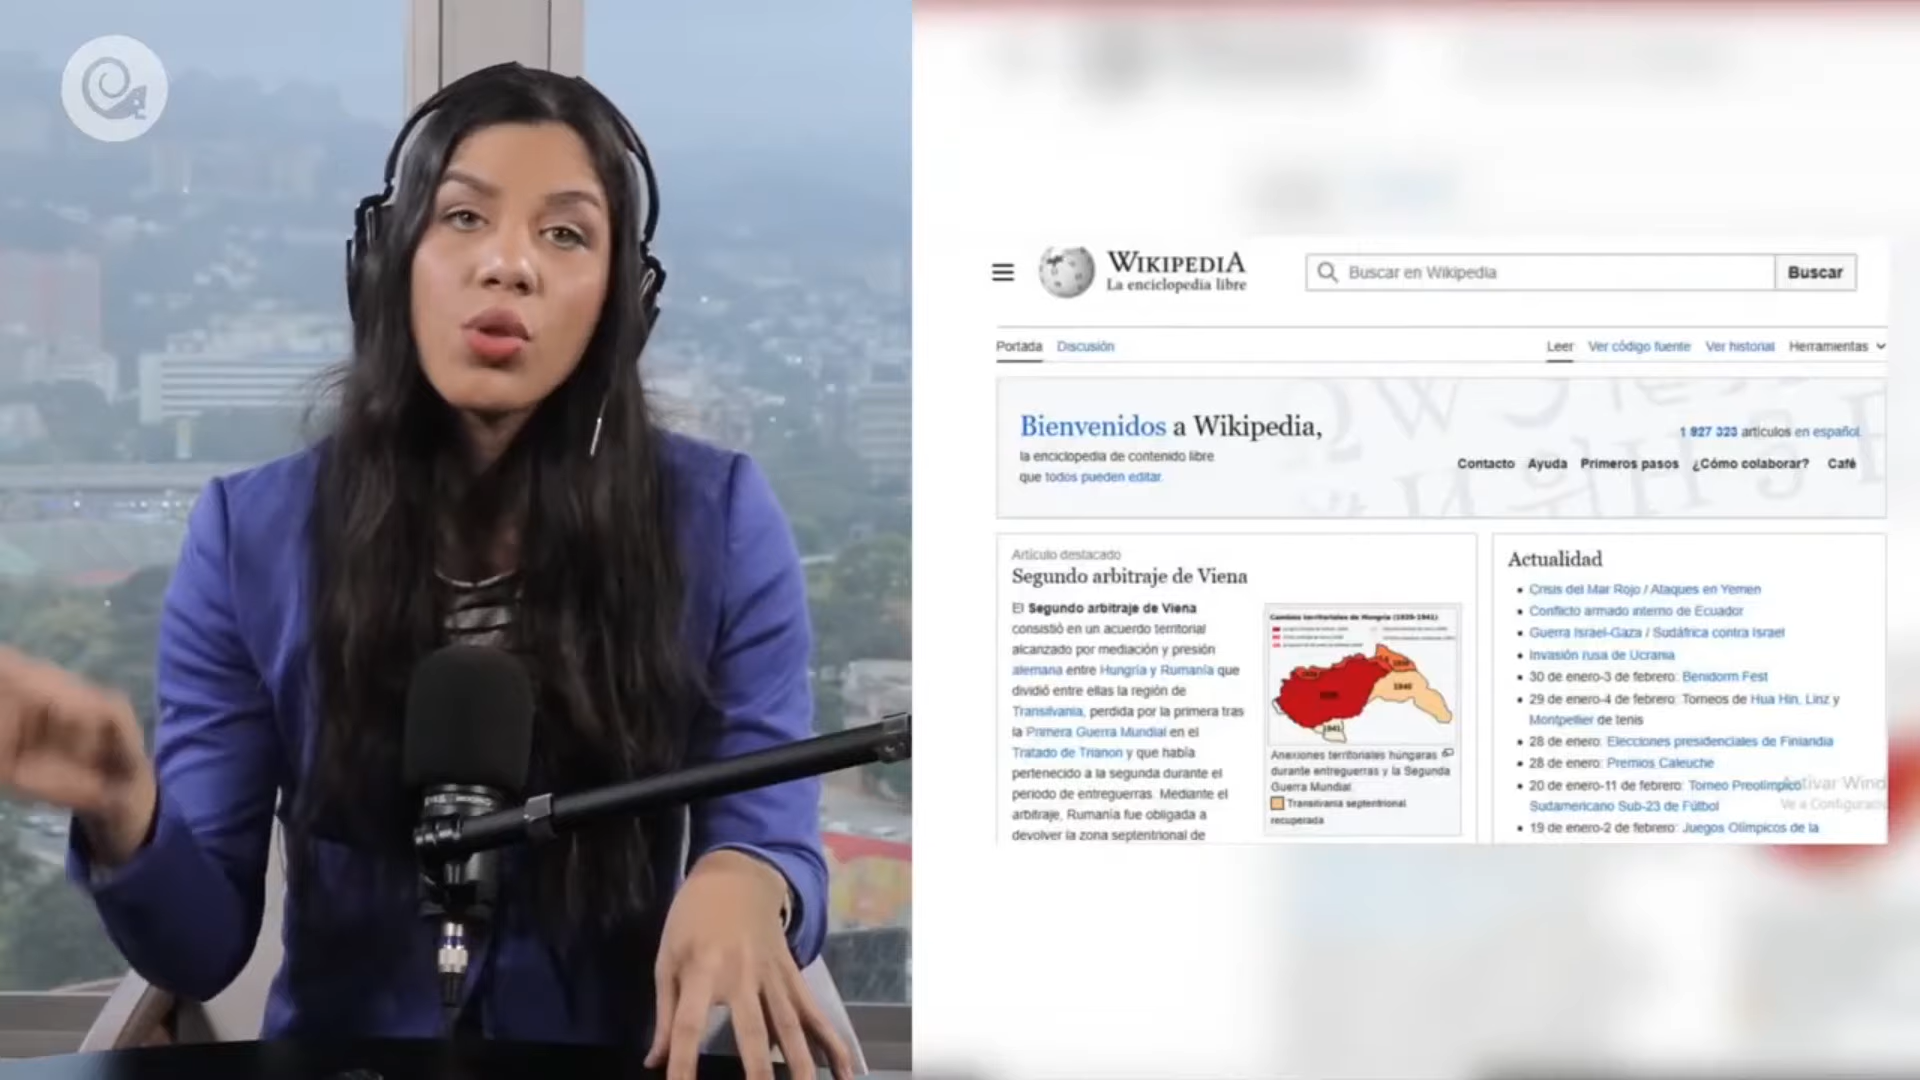 WIKIPEDIA
La enciclopedia libre
Buscar en Wikipedia
Buscar
Portada Discusión
Leer Ver código fuente Ver historial Herramientas
Bienvenidos a Wikipedia,
la enciclopedia de contenido libre
que todos pueden editar.
1 927 323 artículos en español.
Contacto Ayuda Primeros pasos ¿Cómo colaborar? Café
Artículo destacado
Segundo arbitraje de Viena
El Segundo arbitraje de Viena
consistió en un acuerdo territorial
alcanzado por mediación y presión
alemana entre Hungría y Rumanía que
dividió entre ellas la región de
Transilvania, perdida por la primera tras
la Primera Guerra Mundial en el
Tratado de Trianon y que había
pertenecido a la segunda durante el
periodo de entreguerras. Mediante el
arbitraje, Rumanía fue obligada a
devolver la zona septentrional de
Cambios territoriales de Hungría (1920-1941)
1940
1941
Anexiones territoriales húngaras
durante entreguerras y la Segunda
Guerra Mundial.
Transilvania septentrional
recuperada
Actualidad
Crisis del Mar Rojo / Ataques en Yemen
Conflicto armado interno de Ecuador
Guerra Israel-Gaza / Sudáfrica contra Israel
Invasión rusa de Ucrania
30 de enero-3 de febrero: Benidorm Fest
29 de enero-4 de febrero: Torneos de Hua Hin, Linz y
Montpellier de tenis
28 de enero: Elecciones presidenciales de Finlandia
28 de enero: Premios Caleuche
20 de enero-11 de febrero: Torneo Preolímpico
Sudamericano Sub-23 de Fútbol
19 de enero-2 de febrero: Juegos Olímpicos de la